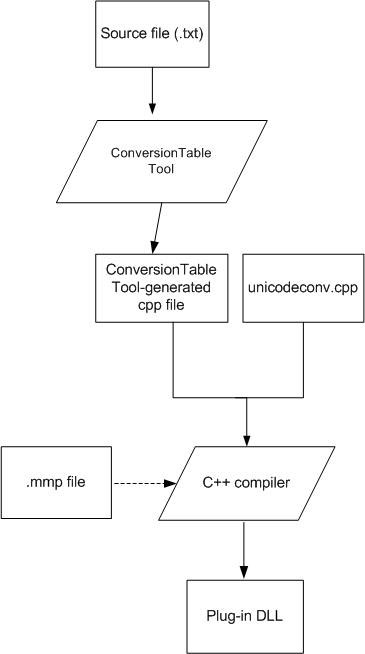 Source file (.txt)
ConversionTable
Tool
ConversionTable
Tool-generated
cpp file
unicodeconv.cpp
.mmp file
C++ compiler
Plug-in DLL